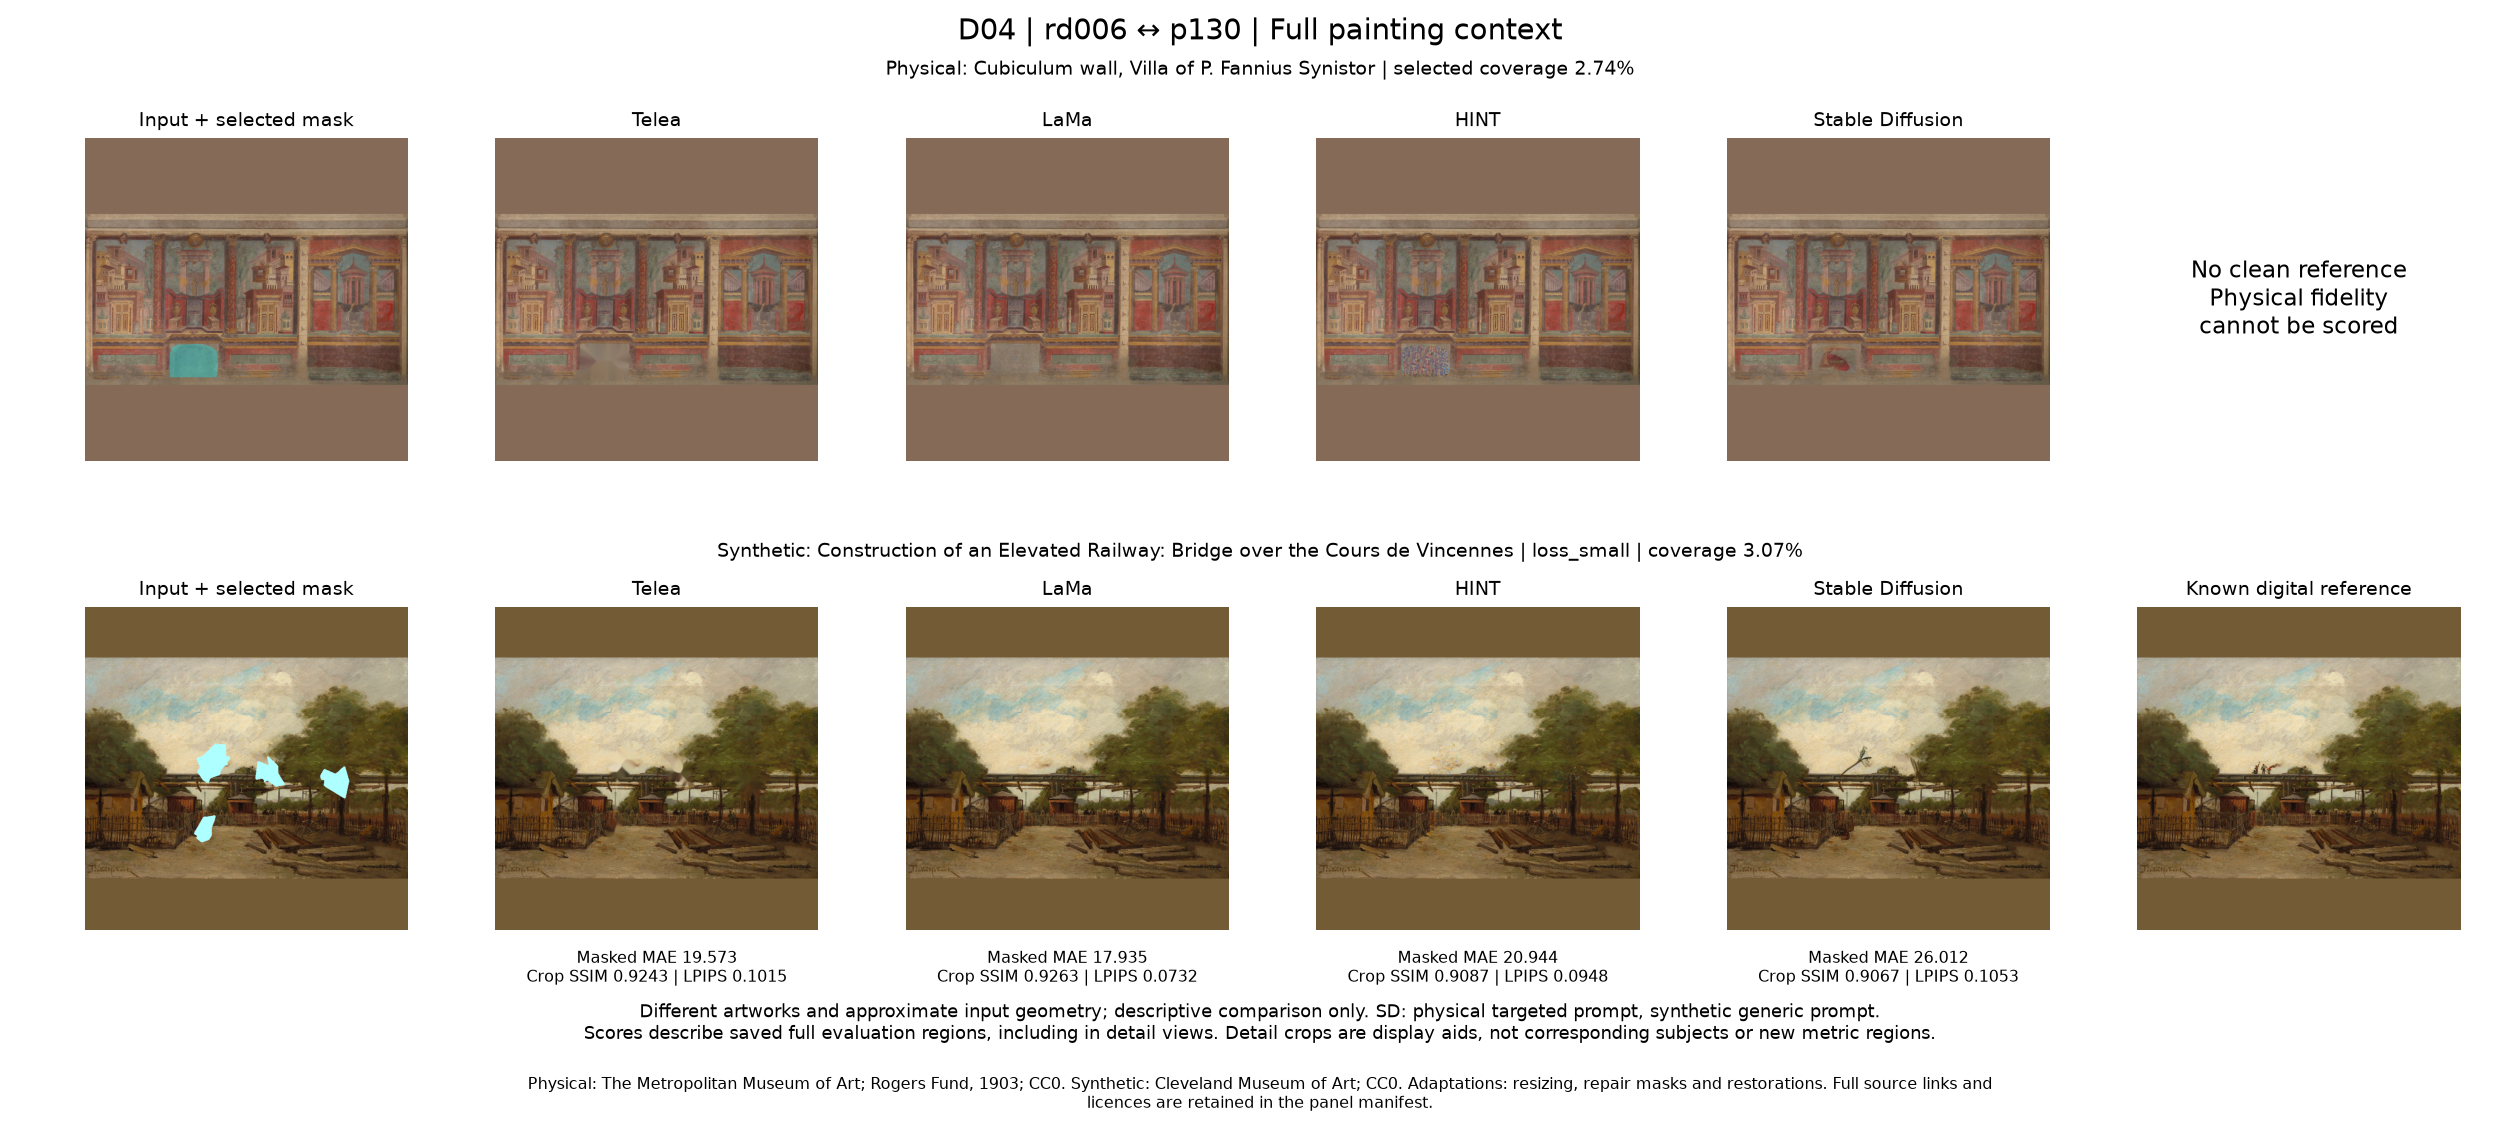 D04 | rd006 ↔ p130 | Full painting context
Physical: Cubiculum wall, Villa of P. Fannius Synistor | selected coverage 2.74%
Input + selected mask
Telea
LaMa
HINT
Stable Diffusion
No clean reference
Physical fidelity
cannot be scored
Synthetic: Construction of an Elevated Railway: Bridge over the Cours de Vincennes | loss_small | coverage 3.07%
Input + selected mask
Telea
LaMa
HINT
Stable Diffusion
Known digital reference
Masked MAE 19.573
Crop SSIM 0.9243 | LPIPS 0.1015
Masked MAE 17.935
Crop SSIM 0.9263 | LPIPS 0.0732
Masked MAE 20.944
Crop SSIM 0.9087 | LPIPS 0.0948
Masked MAE 26.012
Crop SSIM 0.9067 | LPIPS 0.1053
Different artworks and approximate input geometry; descriptive comparison only. SD: physical targeted prompt, synthetic generic prompt.
Scores describe saved full evaluation regions, including in detail views. Detail crops are display aids, not corresponding subjects or new metric regions.
Physical: The Metropolitan Museum of Art; Rogers Fund, 1903; CC0. Synthetic: Cleveland Museum of Art; CC0. Adaptations: resizing, repair masks and restorations. Full source links and
licences are retained in the panel manifest.